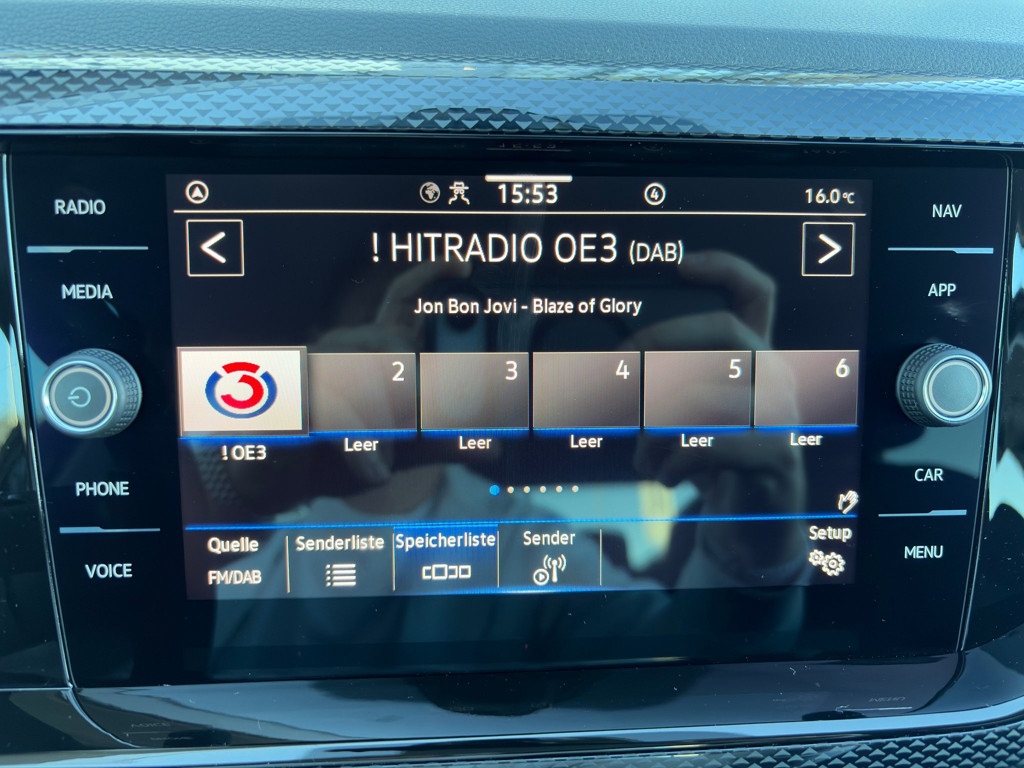 15:53
4
16.0°C
RADIO
NAV
! HITRADIO OE3 (DAB)
MEDIA
APP
Jon Bon Jovi - Blaze of Glory
3
2
3
4
5
6
! OE3
Leer
Leer
Leer
Leer
Leer
PHONE
CAR
Quelle
FM/DAB
Senderliste
Speicherliste
Sender
Setup
VOICE
MENU